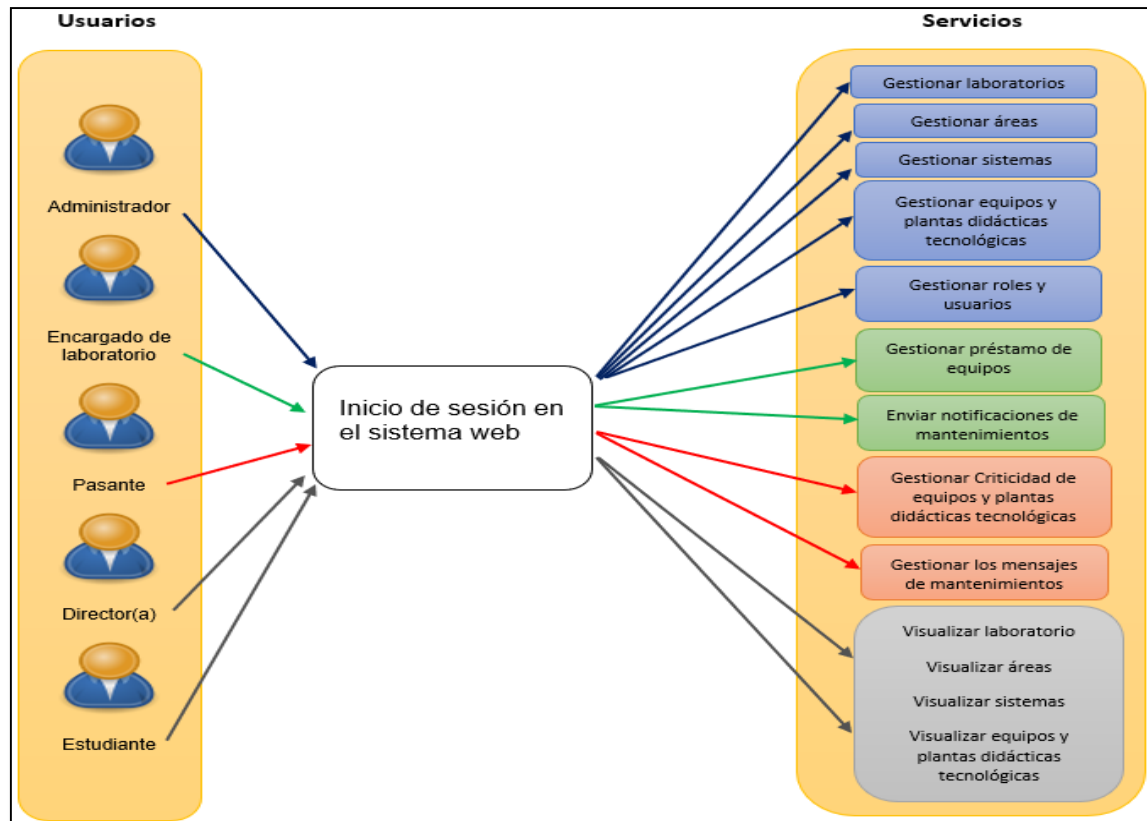 Usuarios
Administrador
Encargado de
laboratorio
Pasante
Director(a)
Estudiante
Inicio de sesión en
el sistema web
Servicios
Gestionar laboratorios
Gestionar áreas
Gestionar sistemas
Gestionar equipos y
plantas didácticas
tecnológicas
Gestionar roles y
usuarios
Gestionar préstamo de
equipos
Enviar notificaciones de
mantenimientos
Gestionar Criticidad de
equipos y plantas
didácticas tecnológicas
Gestionar los mensajes
de mantenimientos
Visualizar laboratorio
Visualizar áreas
Visualizar sistemas
Visualizar equipos y
plantas didácticas
tecnológicas